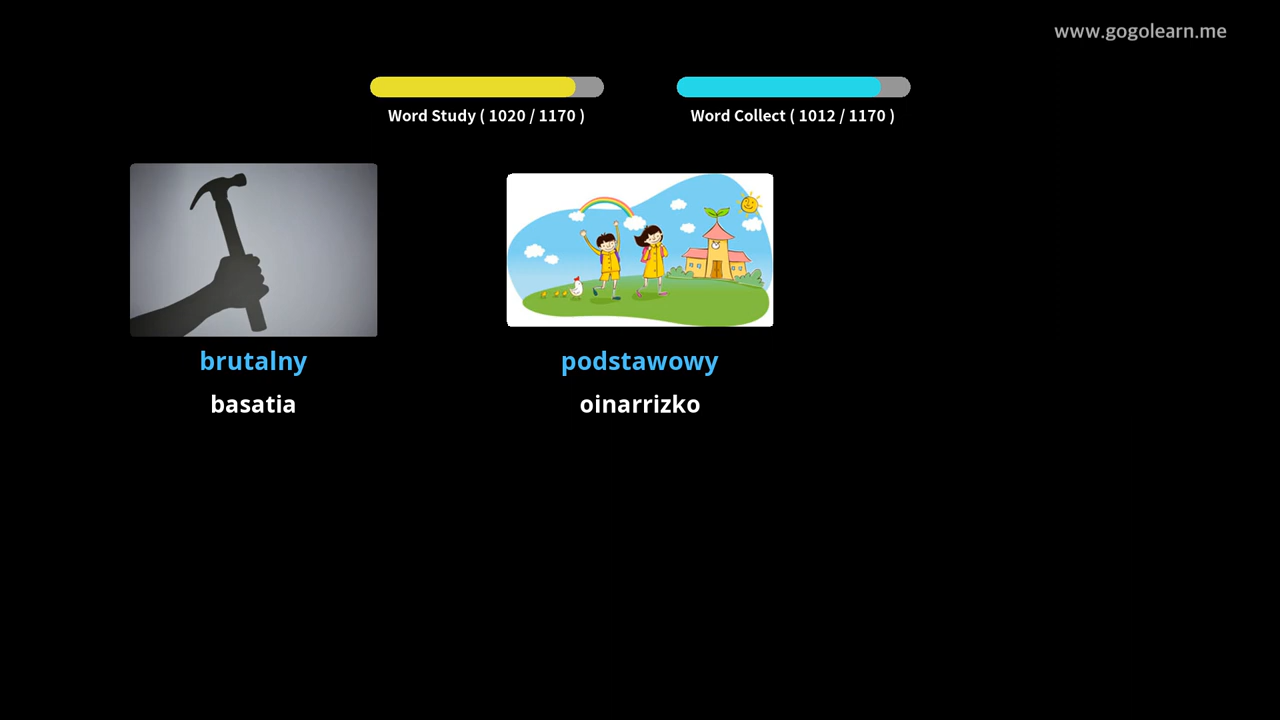 www.gogolearn.me
Word Study ( 1020 / 1170 )
Word Collect ( 1012 / 1170 )
brutalny
podstawowy
basatia
oinarrizko